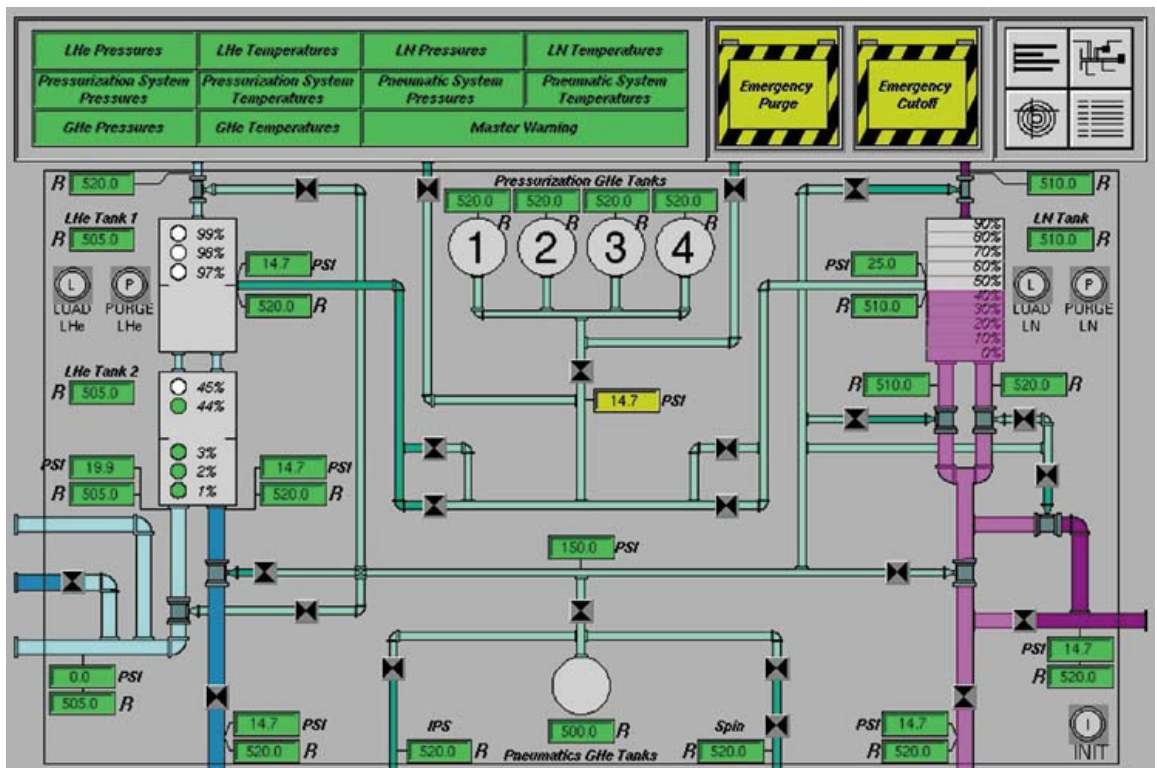 LHe Pressures LHe Temperatures LN Pressures LN Temperatures
Pressurization System Pressures Pressurization System Temperatures Pneumatic System Pressures Pneumatic System Temperatures
GHe Pressures GHe Temperatures Master Warning
Emergency Purge
Emergency Cutoff
R 520.0
Pressurization GHe Tanks
520.0 R 520.0 R 520.0 R 520.0 R
510.0 R
LHe Tank 1
R 505.0
99%
98%
97%
1 2 3 4
90%
80%
70%
60%
50%
40%
30%
20%
10%
0%
LN Tank
510.0 R
14.7 PSI
520.0 R
PSI 25.0
R 510.0
L LOAD LHe
P PURGE LHe
L LOAD LN
P PURGE LN
LHe Tank 2
R 505.0
45%
44%
3%
2%
1%
14.7 PSI
R 510.0
520.0 R
PSI 19.9
R 505.0
14.7 PSI
520.0 R
150.0 PSI
0.0 PSI
505.0 R
PSI 14.7
R 520.0
14.7 PSI
520.0 R
IPS
R 520.0
500.0 R
Pneumatics GHe Tanks
Spin
R 520.0
PSI 14.7
R 520.0
I
INIT